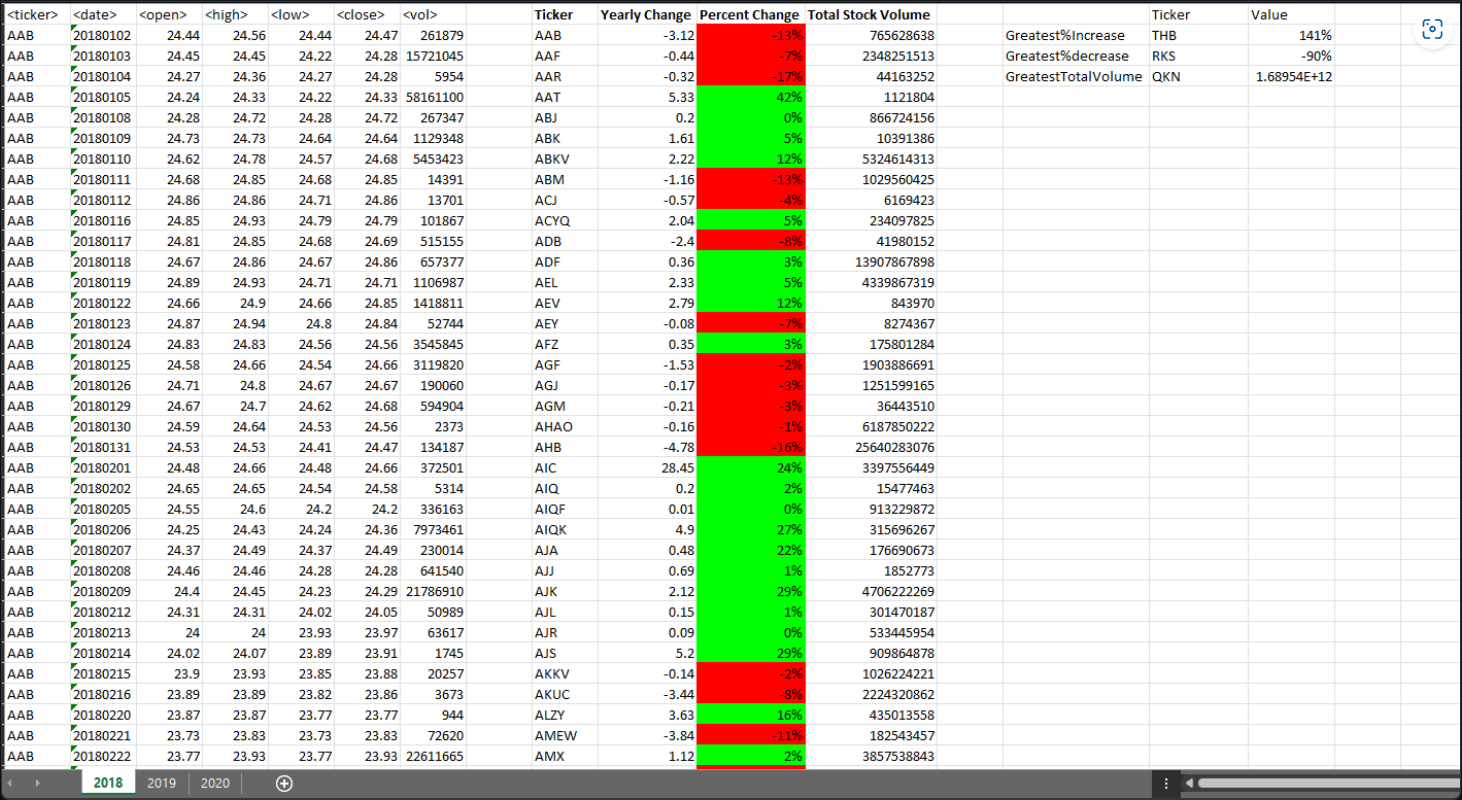 <ticker> <date> <open> <high> <low> <close> <vol> Ticker Yearly Change Percent Change Total Stock Volume Ticker Value
AAB 20180102 24.44 24.56 24.44 24.47 261879 AAB -3.12 -13% 765628638 Greatest%Increase THB 141%
AAB 20180103 24.45 24.45 24.22 24.28 15721045 AAF -0.44 -7% 2348251513 Greatest%decrease RKS -90%
AAB 20180104 24.27 24.36 24.27 24.28 5954 AAR -0.32 -17% 44163252 GreatestTotalVolume QKN 1.68954E+12
AAB 20180105 24.24 24.33 24.22 24.33 58161100 AAT 5.33 42% 1121804
AAB 20180108 24.28 24.72 24.28 24.72 267347 ABJ 0.2 0% 866724156
AAB 20180109 24.73 24.73 24.64 24.64 1129348 ABK 1.61 5% 10391386
AAB 20180110 24.62 24.78 24.57 24.68 5453423 ABKV 2.22 12% 5324614313
AAB 20180111 24.68 24.85 24.68 24.85 14391 ABM -1.16 -13% 1029560425
AAB 20180112 24.86 24.86 24.71 24.86 13701 ACJ -0.57 -4% 6169423
AAB 20180116 24.85 24.93 24.79 24.79 101867 ACYQ 2.04 5% 234097825
AAB 20180117 24.81 24.85 24.68 24.69 515155 ADB -2.4 -8% 41980152
AAB 20180118 24.67 24.86 24.67 24.86 657377 ADF 0.36 3% 13907867898
AAB 20180119 24.89 24.93 24.71 24.71 1106987 AEL 2.33 5% 4339867319
AAB 20180122 24.66 24.9 24.66 24.85 1418811 AEV 2.79 12% 843970
AAB 20180123 24.87 24.94 24.8 24.84 52744 AEY -0.08 -7% 8274367
AAB 20180124 24.83 24.83 24.56 24.56 3545845 AFZ 0.35 3% 175801284
AAB 20180125 24.58 24.66 24.54 24.66 3119820 AGF -1.53 -2% 1903886691
AAB 20180126 24.71 24.8 24.67 24.67 190060 AGJ -0.17 -3% 1251599165
AAB 20180129 24.67 24.7 24.62 24.68 594904 AGM -0.21 -3% 36443510
AAB 20180130 24.59 24.64 24.53 24.56 2373 AHAO -0.16 -1% 6187850222
AAB 20180131 24.53 24.53 24.41 24.47 134187 AHB -4.78 -16% 25640283076
AAB 20180201 24.48 24.66 24.48 24.66 372501 AIC 28.45 24% 3397556449
AAB 20180202 24.65 24.65 24.54 24.58 5314 AIQ 0.2 2% 15477463
AAB 20180205 24.55 24.6 24.2 24.2 336163 AIQF 0.01 0% 913229872
AAB 20180206 24.25 24.43 24.24 24.36 7973461 AIQK 4.9 27% 315696267
AAB 20180207 24.37 24.49 24.37 24.49 230014 AJA 0.48 22% 176690673
AAB 20180208 24.46 24.46 24.28 24.28 641540 AJJ 0.69 1% 1852773
AAB 20180209 24.4 24.45 24.23 24.29 21786910 AJK 2.12 29% 4706222269
AAB 20180212 24.31 24.31 24.02 24.05 50989 AJL 0.15 1% 301470187
AAB 20180213 24 24 23.93 23.97 63617 AJR 0.09 0% 533445954
AAB 20180214 24.02 24.07 23.89 23.91 1745 AJS 5.2 29% 909864878
AAB 20180215 23.9 23.93 23.85 23.88 20257 AKKV -0.14 -2% 1026224221
AAB 20180216 23.89 23.89 23.82 23.86 3673 AKUC -3.44 -8% 2224320862
AAB 20180220 23.87 23.87 23.77 23.77 944 ALZY 3.63 16% 435013558
AAB 20180221 23.73 23.83 23.73 23.83 72620 AMEW -3.84 -11% 182543457
AAB 20180222 23.77 23.93 23.77 23.93 22611665 AMX 1.12 2% 3857538843
2018 2019 2020